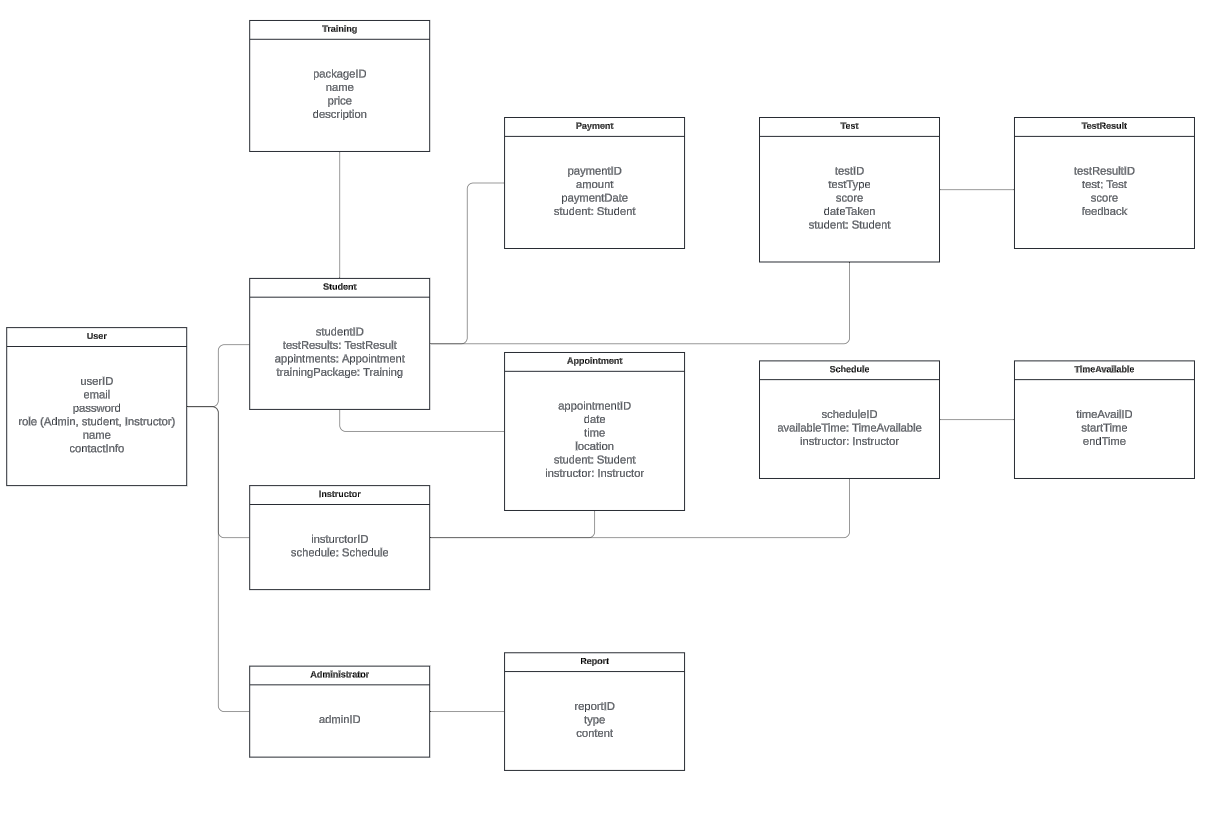 Training
packageID
name
price
description
Payment
paymentID
amount
paymentDate
student: Student
Test
testID
testType
score
dateTaken
student: Student
TestResult
testResultID
test: Test
score
feedback
Student
studentID
testResults: TestResult
appintments: Appointment
trainingPackage: Training
User
userID
email
password
role (Admin, student, Instructor)
name
contactInfo
Appointment
appointmentID
date
time
location
student: Student
instructor: Instructor
Schedule
scheduleID
availableTime: TimeAvailable
instructor: Instructor
TimeAvailable
timeAvailID
startTime
endTime
Instructor
insturctorID
schedule: Schedule
Administrator
adminID
Report
reportID
type
content